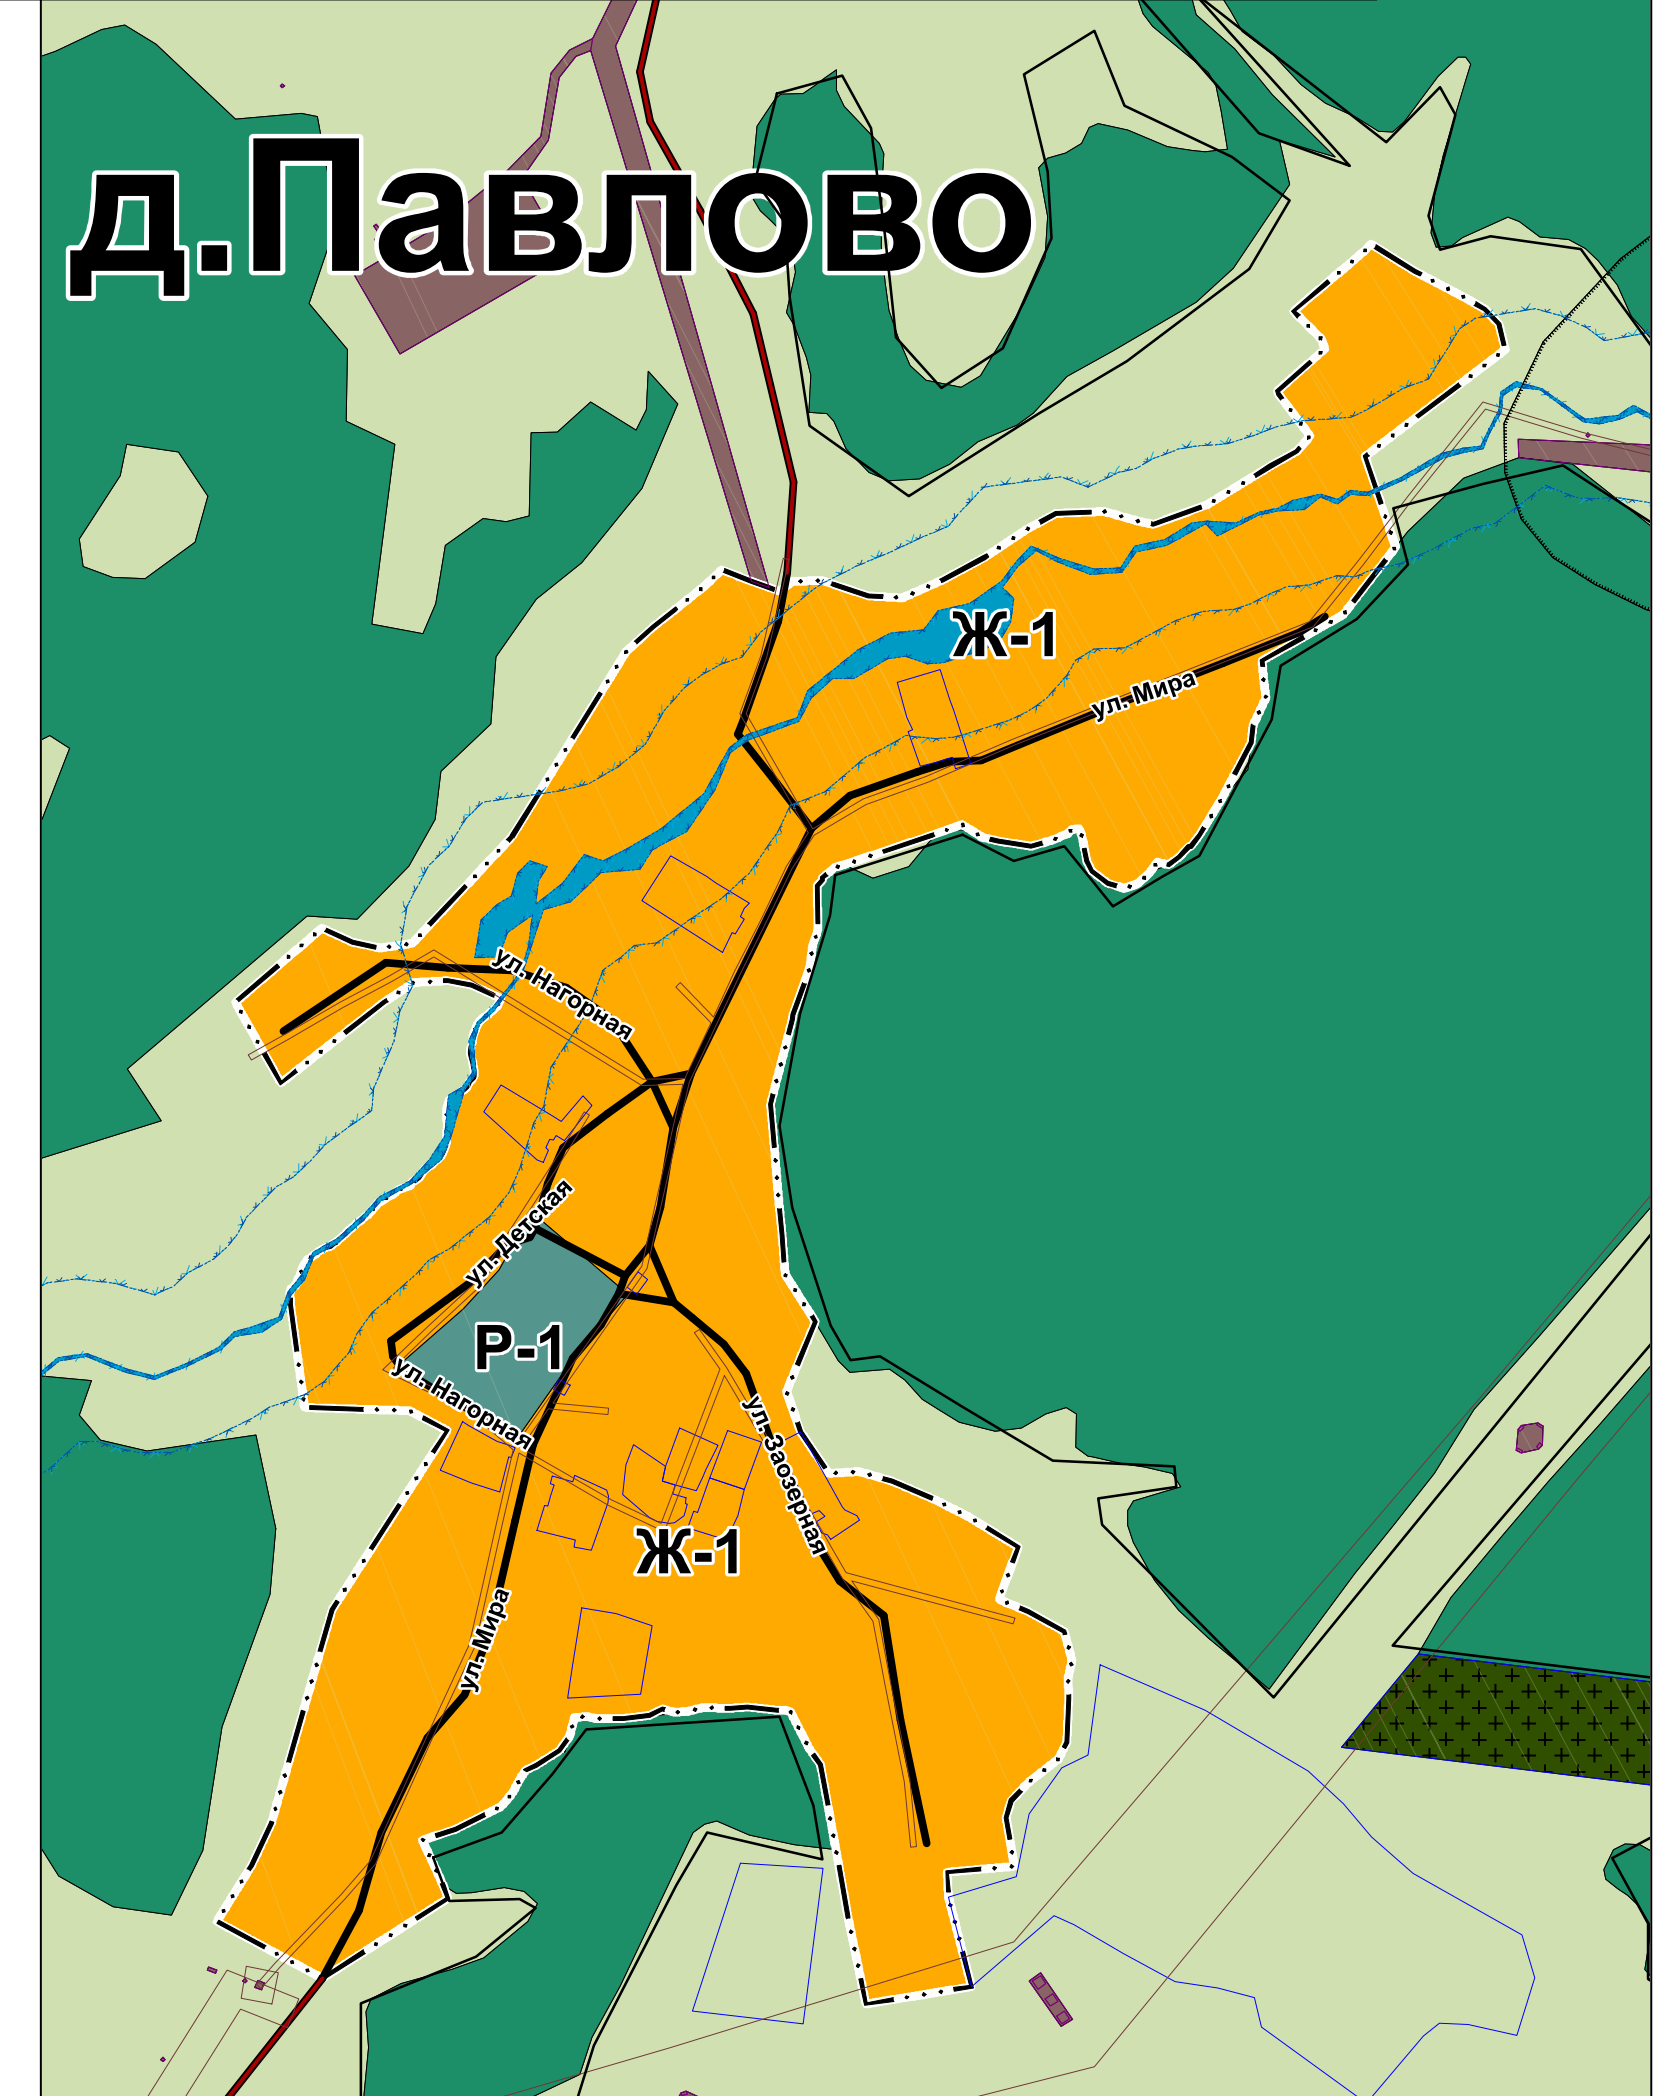 д.Павлово
Ж-1
ул. Мира
ул. Нагорная
ул. Детская
Р-1
ул. Нагорная
ул. Заозерная
Ж-1
ул. Мира